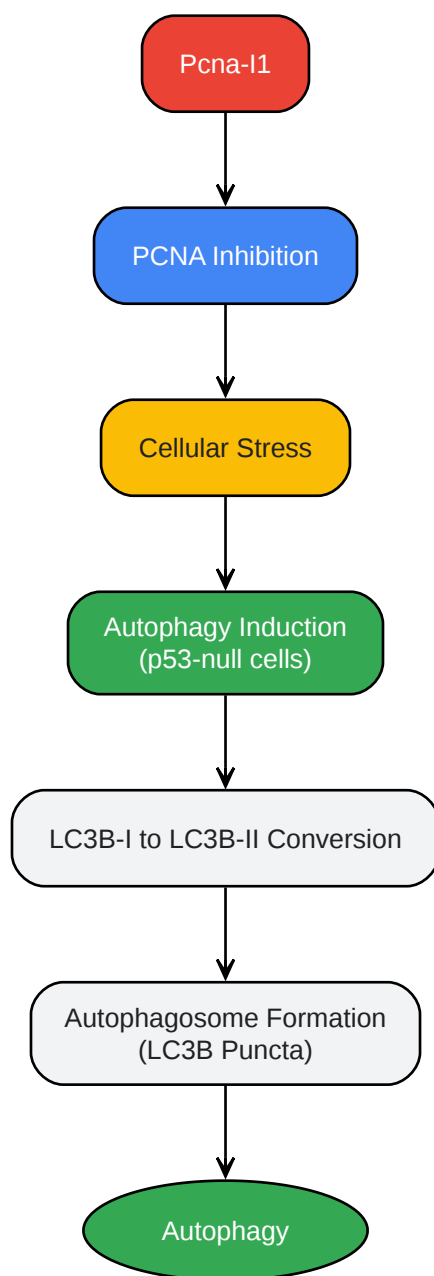 Pcna-I1
PCNA Inhibition
Cellular Stress
Autophagy Induction
(p53-null cells)
LC3B-I to LC3B-II Conversion
Autophagosome Formation
(LC3B Puncta)
Autophagy